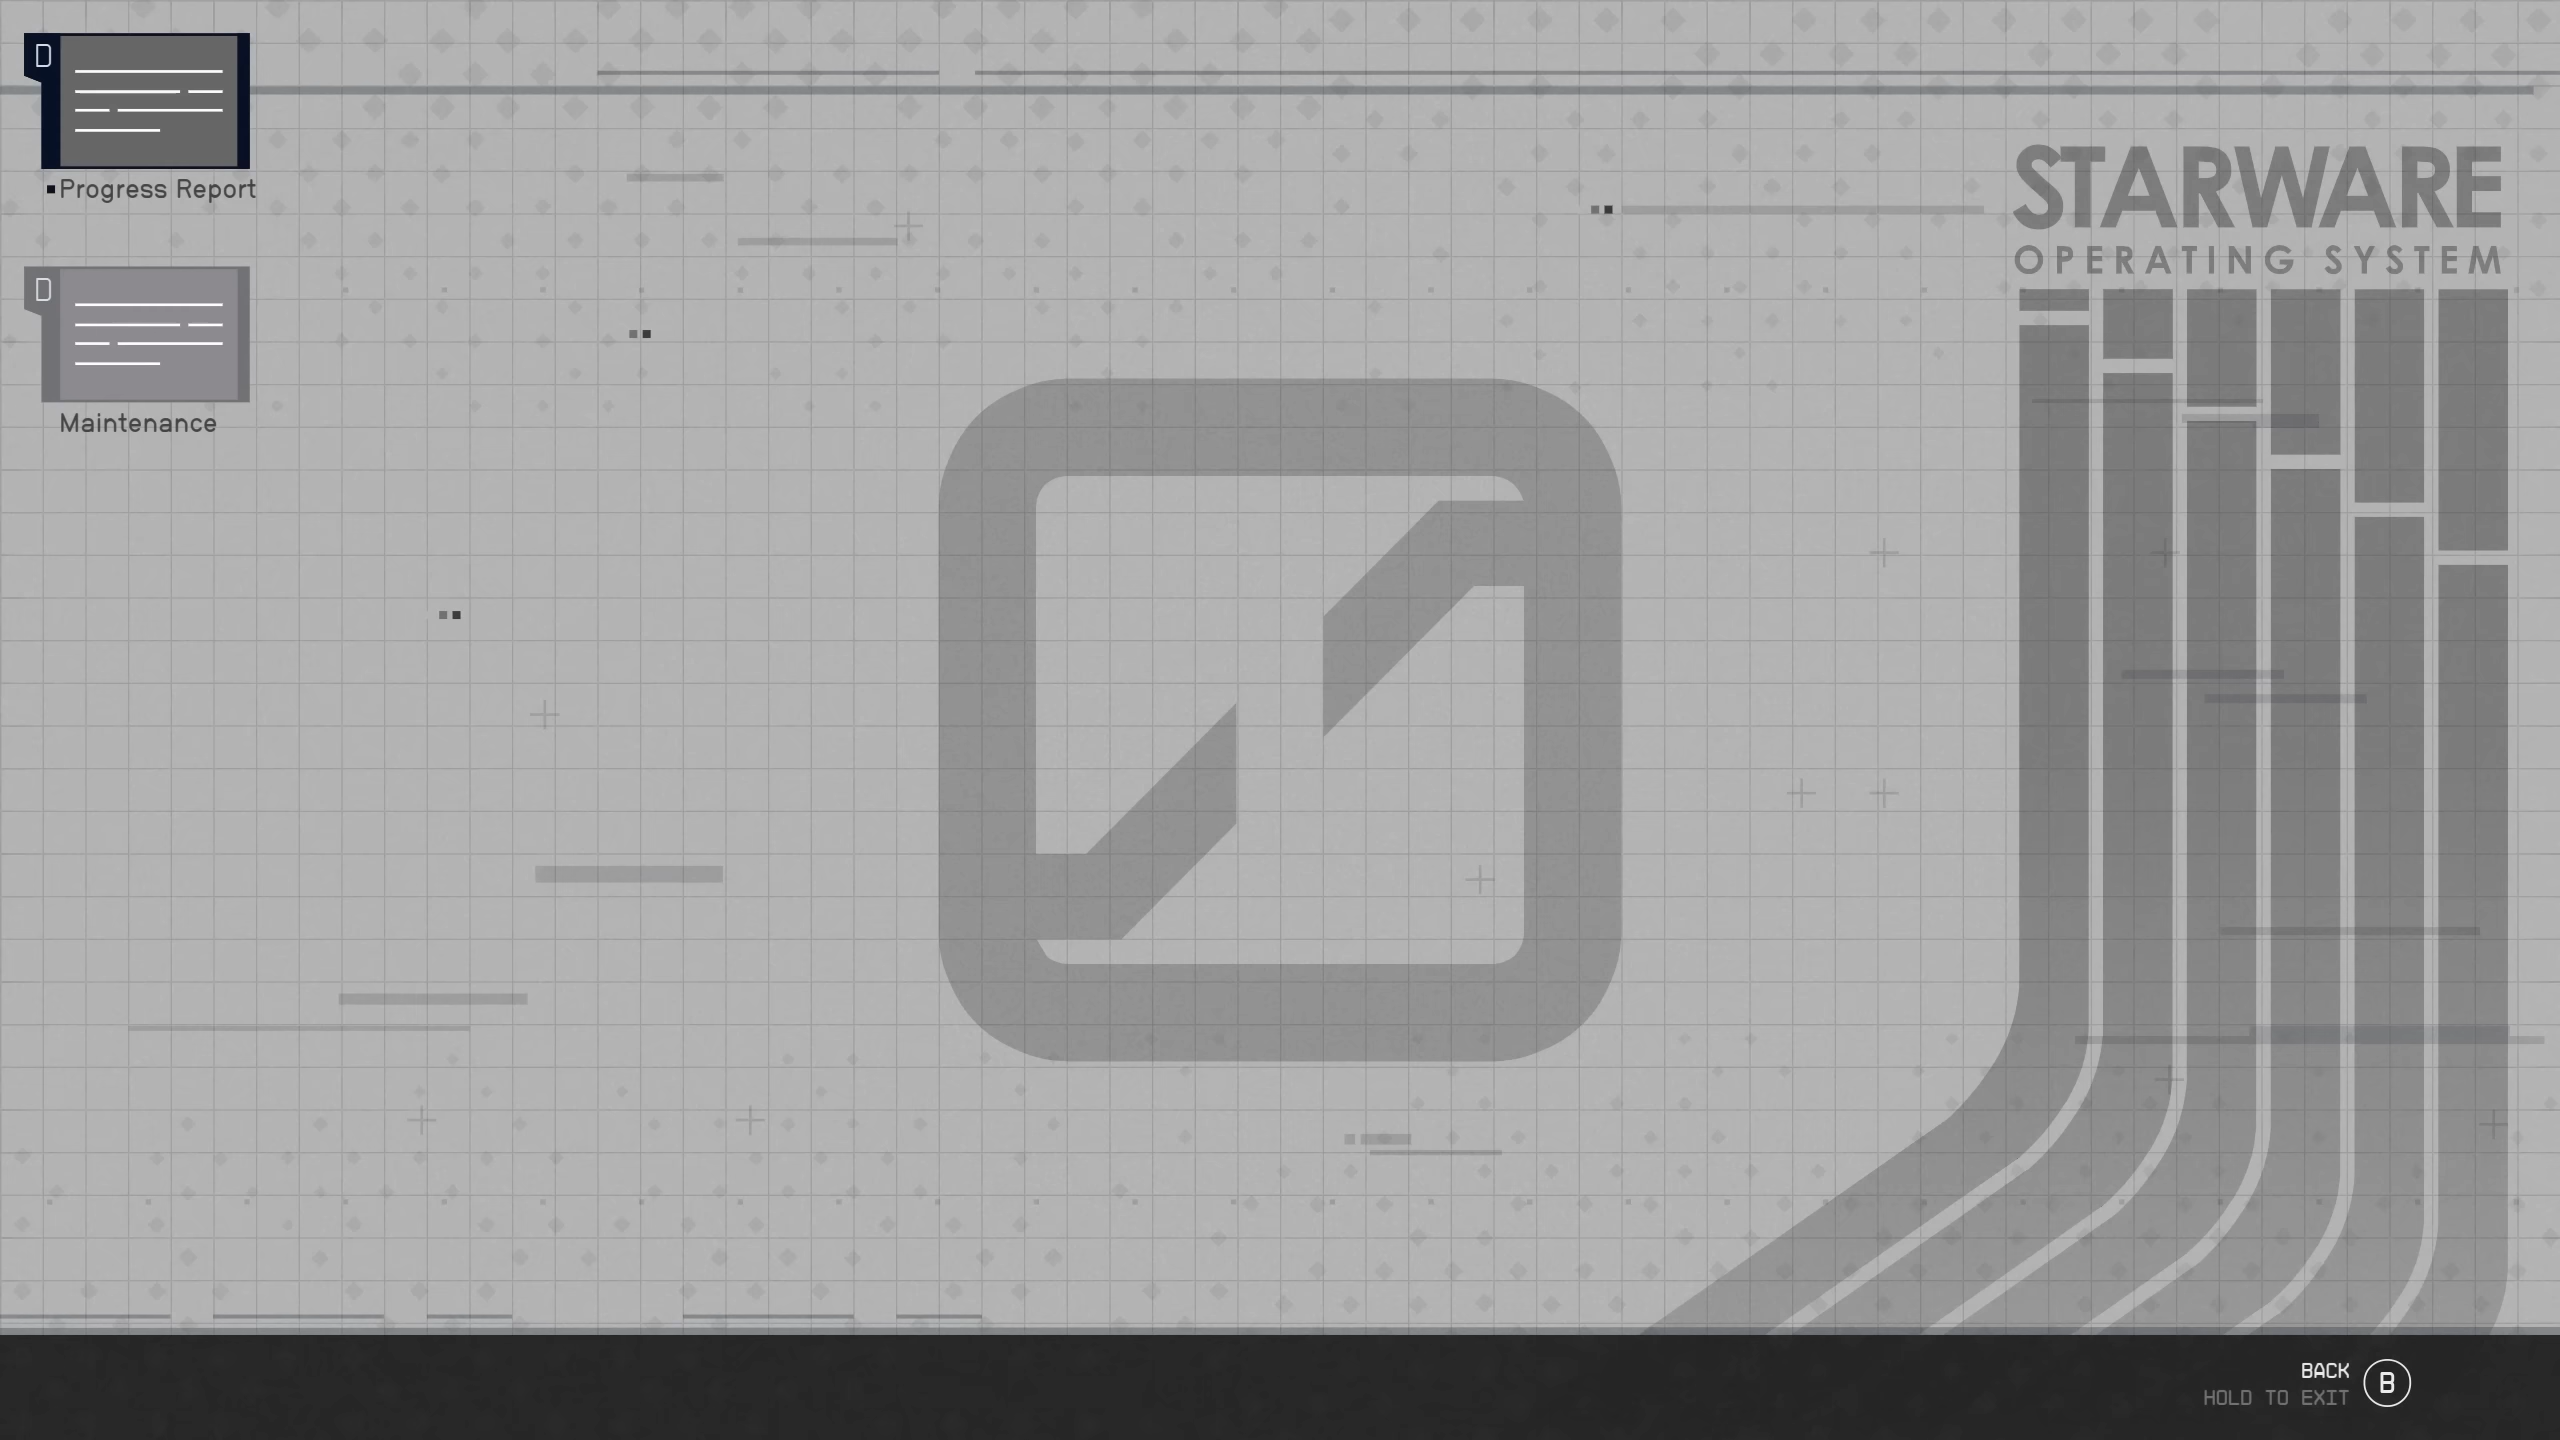 Progress Report
STARWARE
OPERATING SYSTEM
Maintenance
BACK
HOLD TO EXIT
B